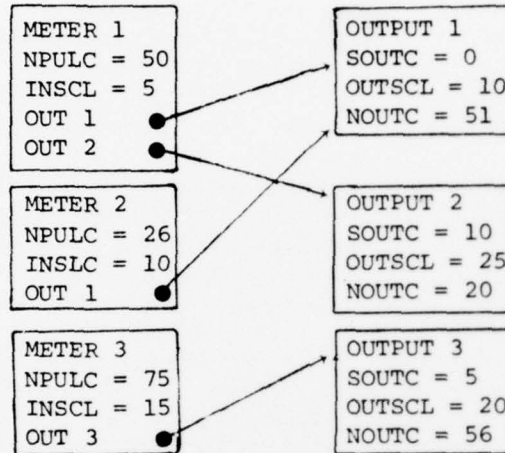 METER 1
NPULC = 50
INSCL = 5
OUT 1
OUT 2
METER 2
NPULC = 26
INSLC = 10
OUT 1
METER 3
NPULC = 75
INSCL = 15
OUT 3
OUTPUT 1
SOUTC = 0
OUTSCL = 10
NOUTC = 51
OUTPUT 2
SOUTC = 10
OUTSCL = 25
NOUTC = 20
OUTPUT 3
SOUTC = 5
OUTSCL = 20
NOUTC = 56